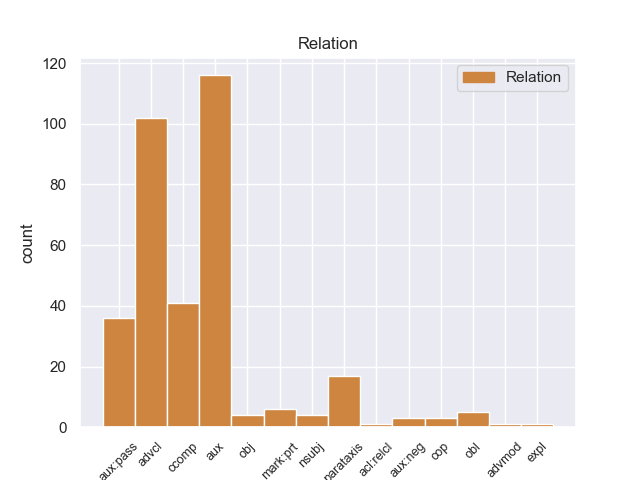 Relation
Relation
120
100
80
60
40
20
0
count
aux:pass
advcl
ccomp
aux
obj
mark:prt
nsubj
parataxis
acl:relcl
aux:neg
cop
obl
advmod
expl